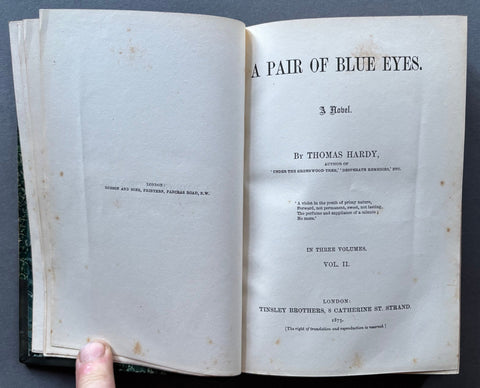 LONDON:
ROBSON AND SONS, PRINTERS, PANCRAS ROAD, N.W.
A PAIR OF BLUE EYES.
A Novel.
BY THOMAS HARDY,
AUTHOR OF
'UNDER THE GREENWOOD TREE,' 'DESPERATE REMEDIES,' ETC.
'A violet in the youth of primy nature,
Forward, not permanent, sweet, not lasting,
The perfume and suppliance of a minute;
No more.'
IN THREE VOLUMES.
VOL. II.
LONDON:
TINSLEY BROTHERS, 8 CATHERINE ST. STRAND.
1873.
[The right of translation and reproduction is reserved.]